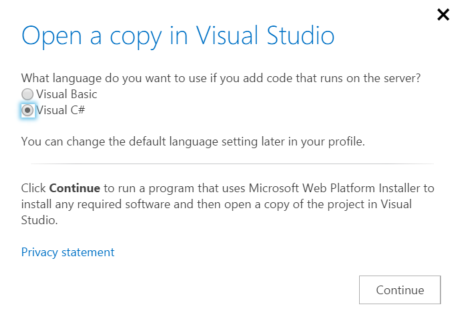 Open a copy in Visual Studio
What language do you want to use if you add code that runs on the server?
Visual Basic
Visual C#
You can change the default language setting later in your profile.
Click Continue to run a program that uses Microsoft Web Platform Installer to
install any required software and then open a copy of the project in Visual
Studio.
Privacy statement
Continue